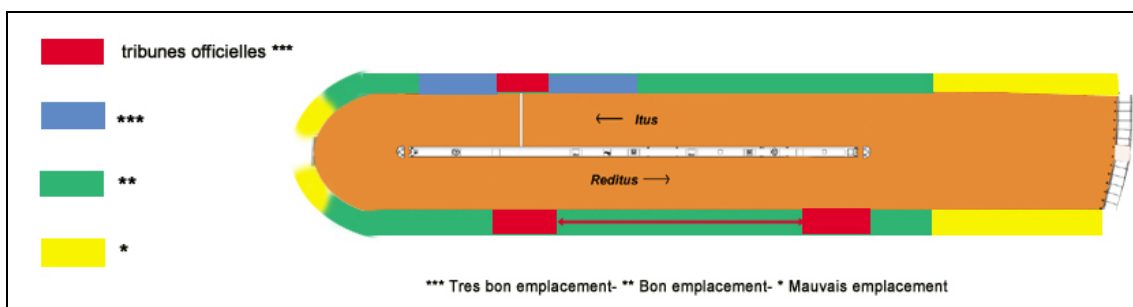 tribunes officielles ***
***
**
*
Itus
Reditus
*** Tres bon emplacement- ** Bon emplacement- * Mauvais emplacement